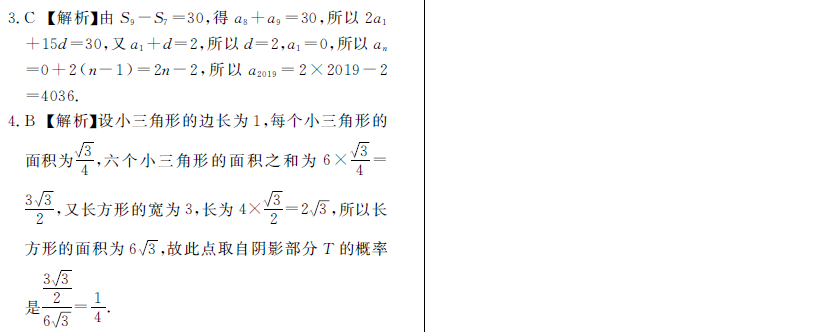 3. C 【解析】由 S₉－S₇＝30,得 a₈＋a₉＝30,所以 2a₁
＋15d＝30,又 a₁＋d＝2,所以 d＝2,a₁＝0,所以 aₙ
＝0＋2(n－1)＝2n－2,所以 a₂₀₁₉＝2×2019－2
＝4036.
4. B 【解析】设小三角形的边长为 1,每个小三角形的
面积为√3/4,六个小三角形的面积之和为 6×√3/4＝
3√3/2,又长方形的宽为 3,长为 4×√3/2＝2√3,所以长
方形的面积为 6√3,故此点取自阴影部分 T 的概率
是(3√3/2)/(6√3)＝1/4.